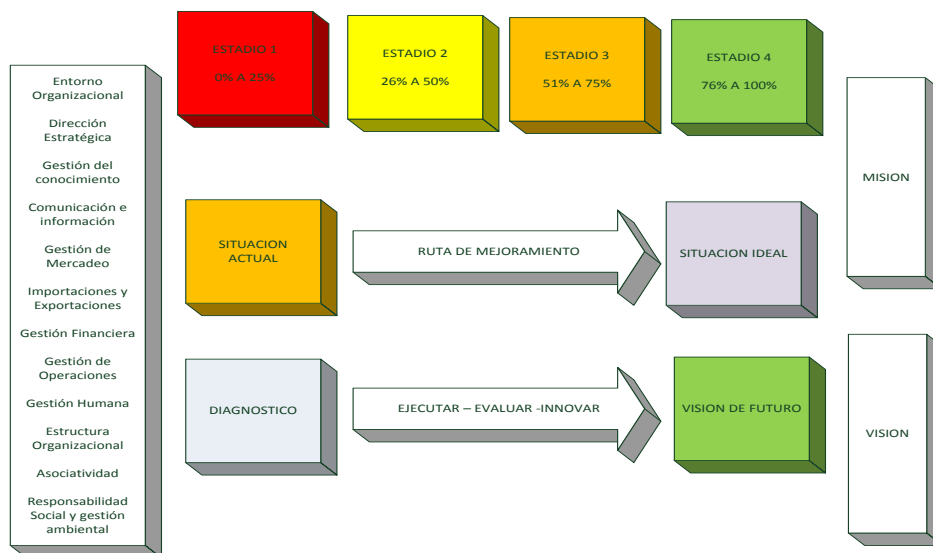 Entorno
Organizacional
Dirección
Estratégica
Gestión del
conocimiento
Comunicación e
información
Gestión de
Mercadeo
Importaciones y
Exportaciones
Gestión Financiera
Gestión de
Operaciones
Gestión Humana
Estructura
Organizacional
Asociatividad
Responsabilidad
Social y gestión
ambiental
ESTADIO 1
0% A 25%
ESTADIO 2
26% A 50%
ESTADIO 3
51% A 75%
ESTADIO 4
76% A 100%
SITUACION
ACTUAL
RUTA DE MEJORAMIENTO
SITUACION IDEAL
DIAGNOSTICO
EJECUTAR – EVALUAR -INNOVAR
VISION DE FUTURO
MISION
VISION